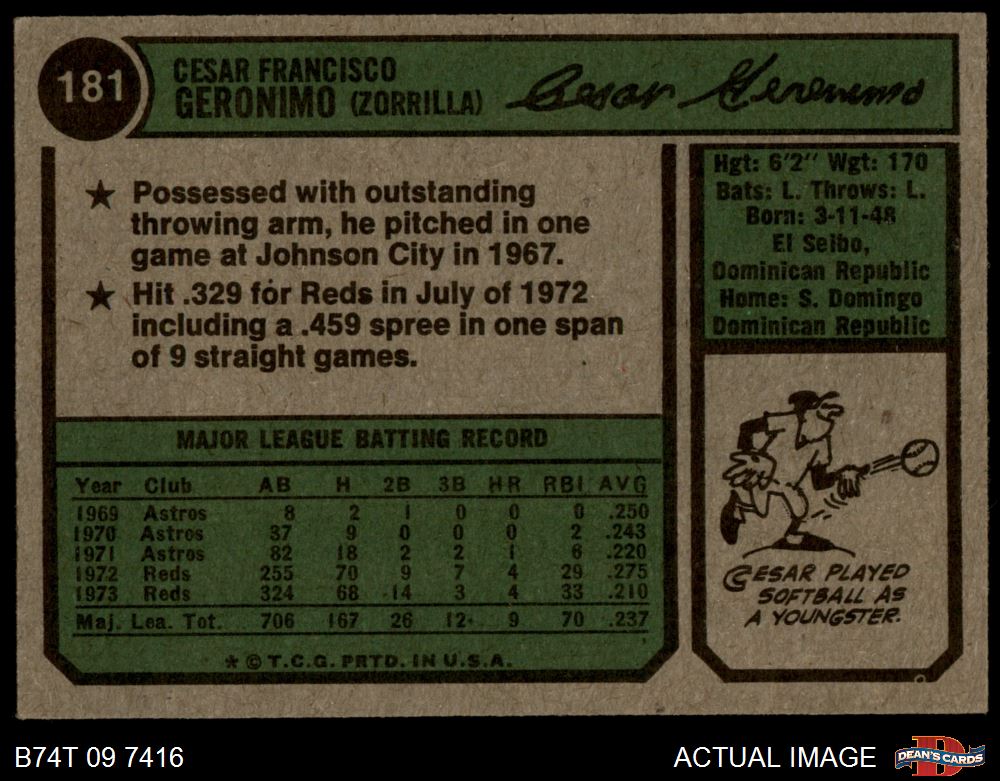 181
CESAR FRANCISCO
GERONIMO (ZORRILLA)
Cesar Geronimo
★ Possessed with outstanding
throwing arm, he pitched in one
game at Johnson City in 1967.
★ Hit .329 for Reds in July of 1972
including a .459 spree in one span
of 9 straight games.
Hgt: 6'2" Wgt: 170
Bats: L. Throws: L.
Born: 3-11-48
El Seibo,
Dominican Republic
Home: S. Domingo
Dominican Republic
MAJOR LEAGUE BATTING RECORD
Year Club AB H 2B 3B HR RBI AVG
1969 Astros 8 2 1 0 0 0 .250
1970 Astros 37 9 0 0 0 2 .243
1971 Astros 82 18 2 2 1 6 .220
1972 Reds 255 70 9 7 4 29 .275
1973 Reds 324 68 14 3 4 33 .210
Maj. Lea. Tot. 706 167 26 12 9 70 .237
* © T.C.G. PRTD. IN U.S.A.
CESAR PLAYED
SOFTBALL AS
A YOUNGSTER.
B74T 09 7416
ACTUAL IMAGE
DEAN'S CARDS